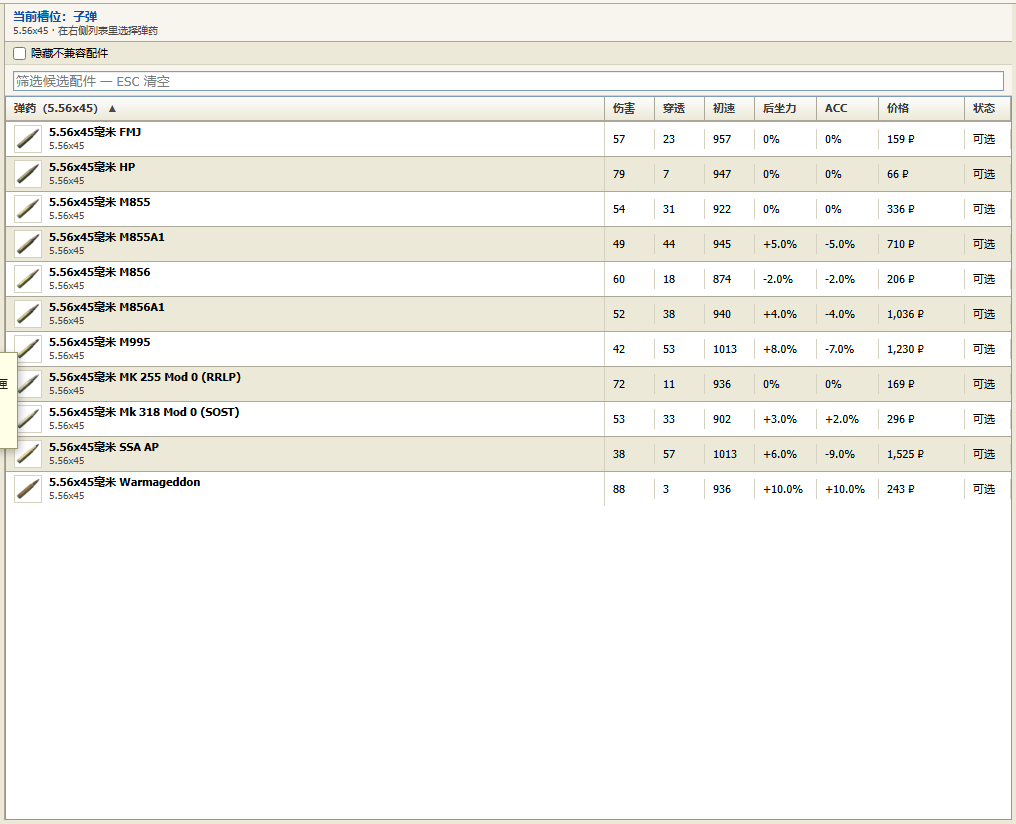 当前槽位：子弹
5.56x45 · 在右侧列表里选择弹药
隐藏不兼容配件
筛选候选配件 — ESC 清空
弹药 (5.56x45) ▲ 伤害 穿透 初速 后坐力 ACC 价格 状态
5.56x45毫米 FMJ 57 23 957 0% 0% 159 ₽ 可选
5.56x45
5.56x45毫米 HP 79 7 947 0% 0% 66 ₽ 可选
5.56x45
5.56x45毫米 M855 54 31 922 0% 0% 336 ₽ 可选
5.56x45
5.56x45毫米 M855A1 49 44 945 +5.0% -5.0% 710 ₽ 可选
5.56x45
5.56x45毫米 M856 60 18 874 -2.0% -2.0% 206 ₽ 可选
5.56x45
5.56x45毫米 M856A1 52 38 940 +4.0% -4.0% 1,036 ₽ 可选
5.56x45
5.56x45毫米 M995 42 53 1013 +8.0% -7.0% 1,230 ₽ 可选
5.56x45
5.56x45毫米 MK 255 Mod 0 (RRLP) 72 11 936 0% 0% 169 ₽ 可选
5.56x45
5.56x45毫米 Mk 318 Mod 0 (SOST) 53 33 902 +3.0% +2.0% 296 ₽ 可选
5.56x45
5.56x45毫米 SSA AP 38 57 1013 +6.0% -9.0% 1,525 ₽ 可选
5.56x45
5.56x45毫米 Warmageddon 88 3 936 +10.0% +10.0% 243 ₽ 可选
5.56x45